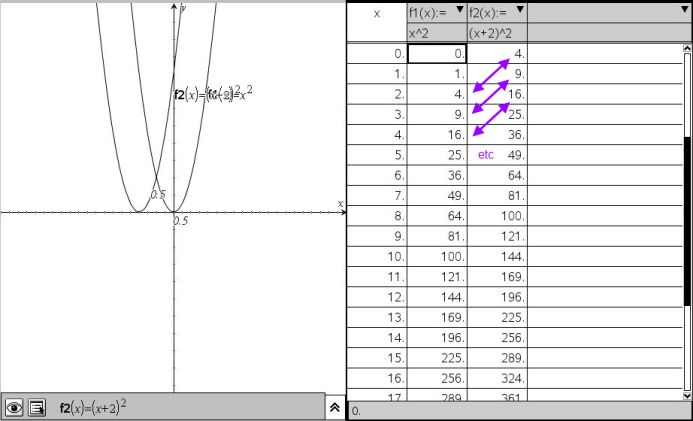 y
f2(x)=(x+2)²=x²
0.5
x
0.5
f2(x)=(x+2)²
x f1(x):= f2(x):=
x^2 (x+2)^2
0. 0. 4.
1. 1. 9.
2. 4. 16.
3. 9. 25.
4. 16. 36.
5. 25. etc 49.
6. 36. 64.
7. 49. 81.
8. 64. 100.
9. 81. 121.
10. 100. 144.
11. 121. 169.
12. 144. 196.
13. 169. 225.
14. 196. 256.
15. 225. 289.
16. 256. 324.
17 289 361
0.